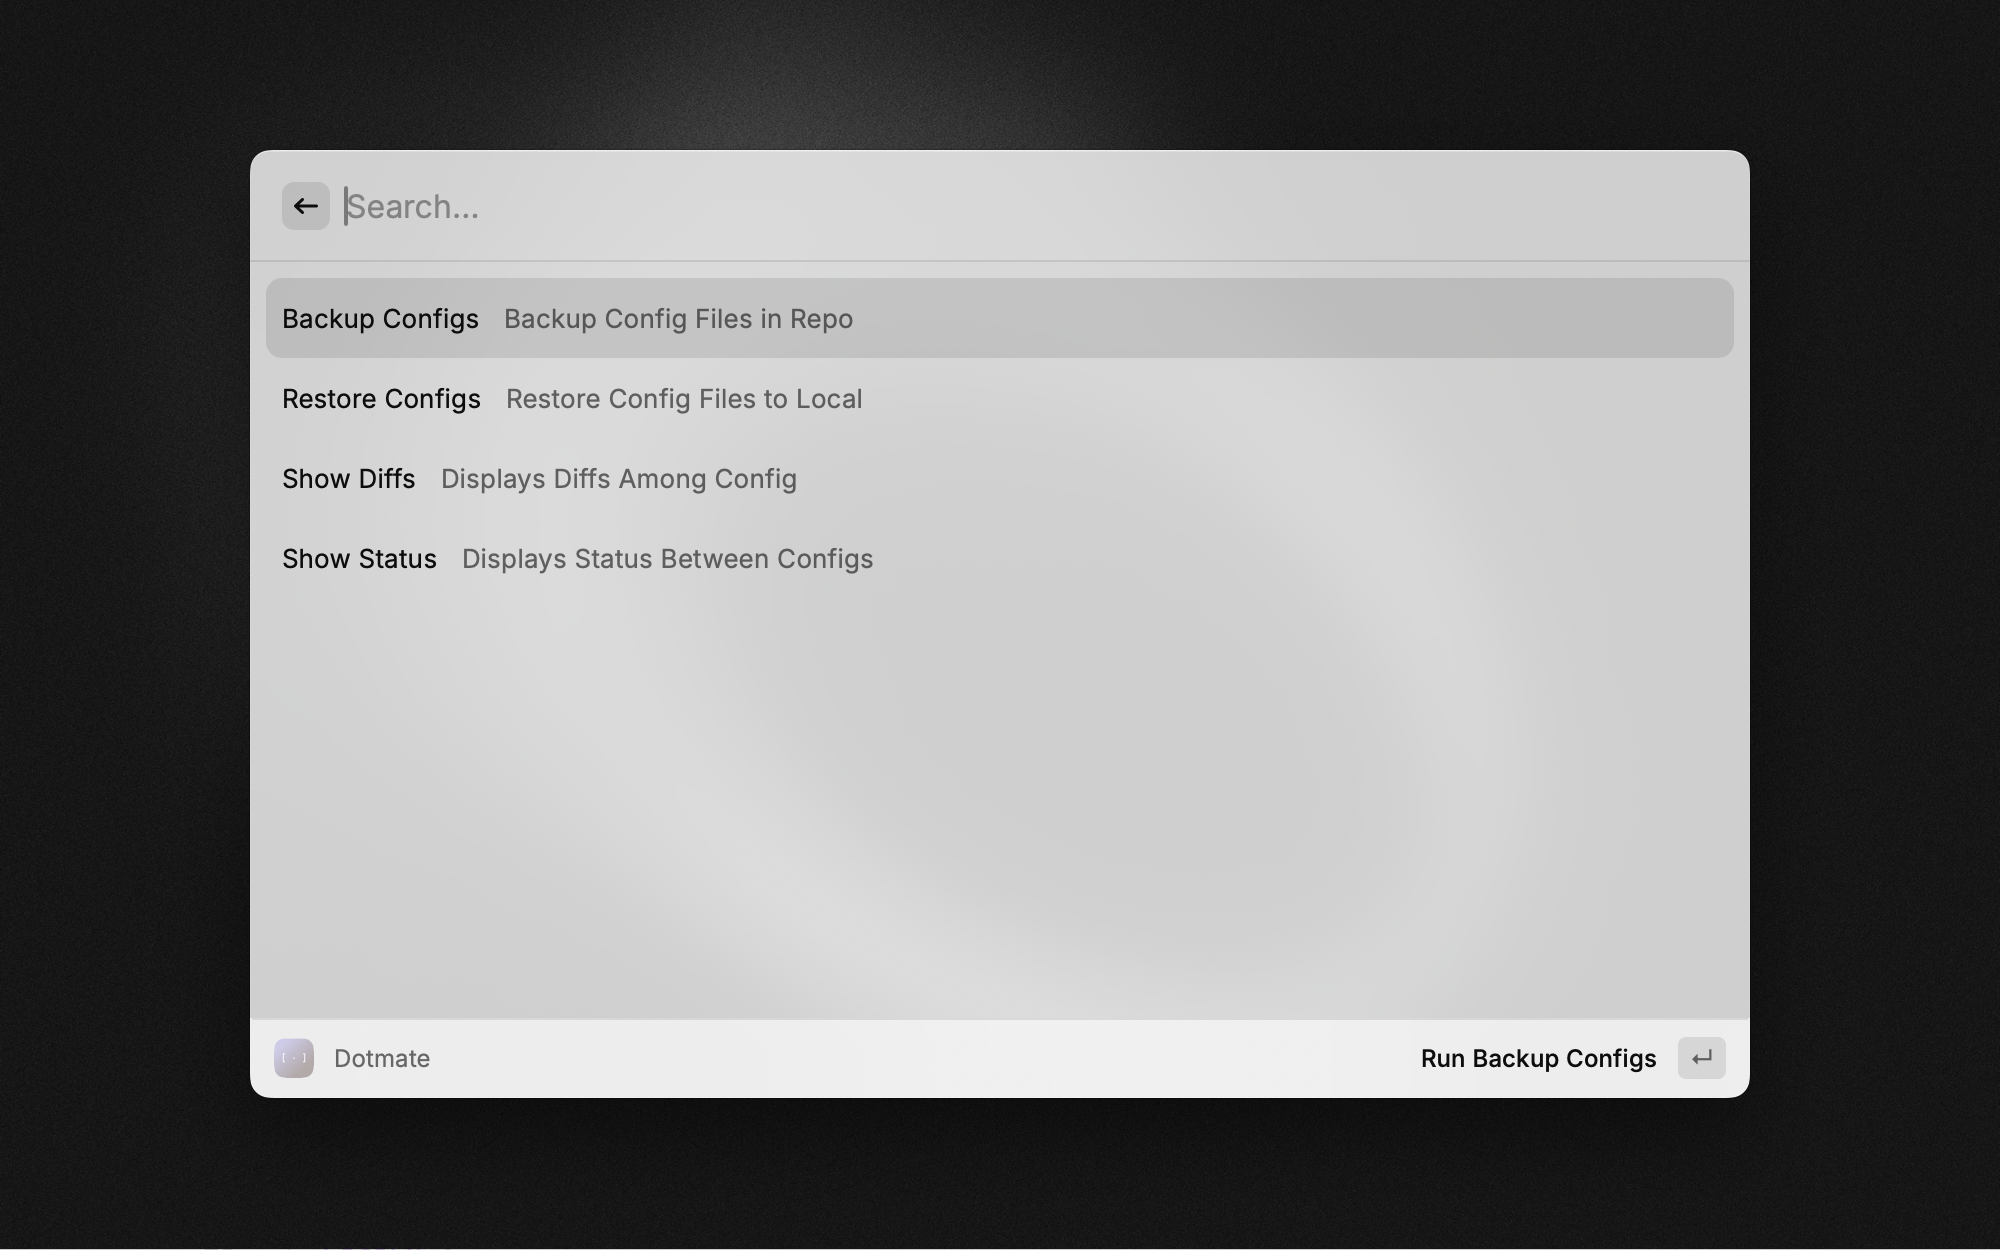 Search...
Backup Configs Backup Config Files in Repo
Restore Configs Restore Config Files to Local
Show Diffs Displays Diffs Among Config
Show Status Displays Status Between Configs
[ · ] Dotmate Run Backup Configs